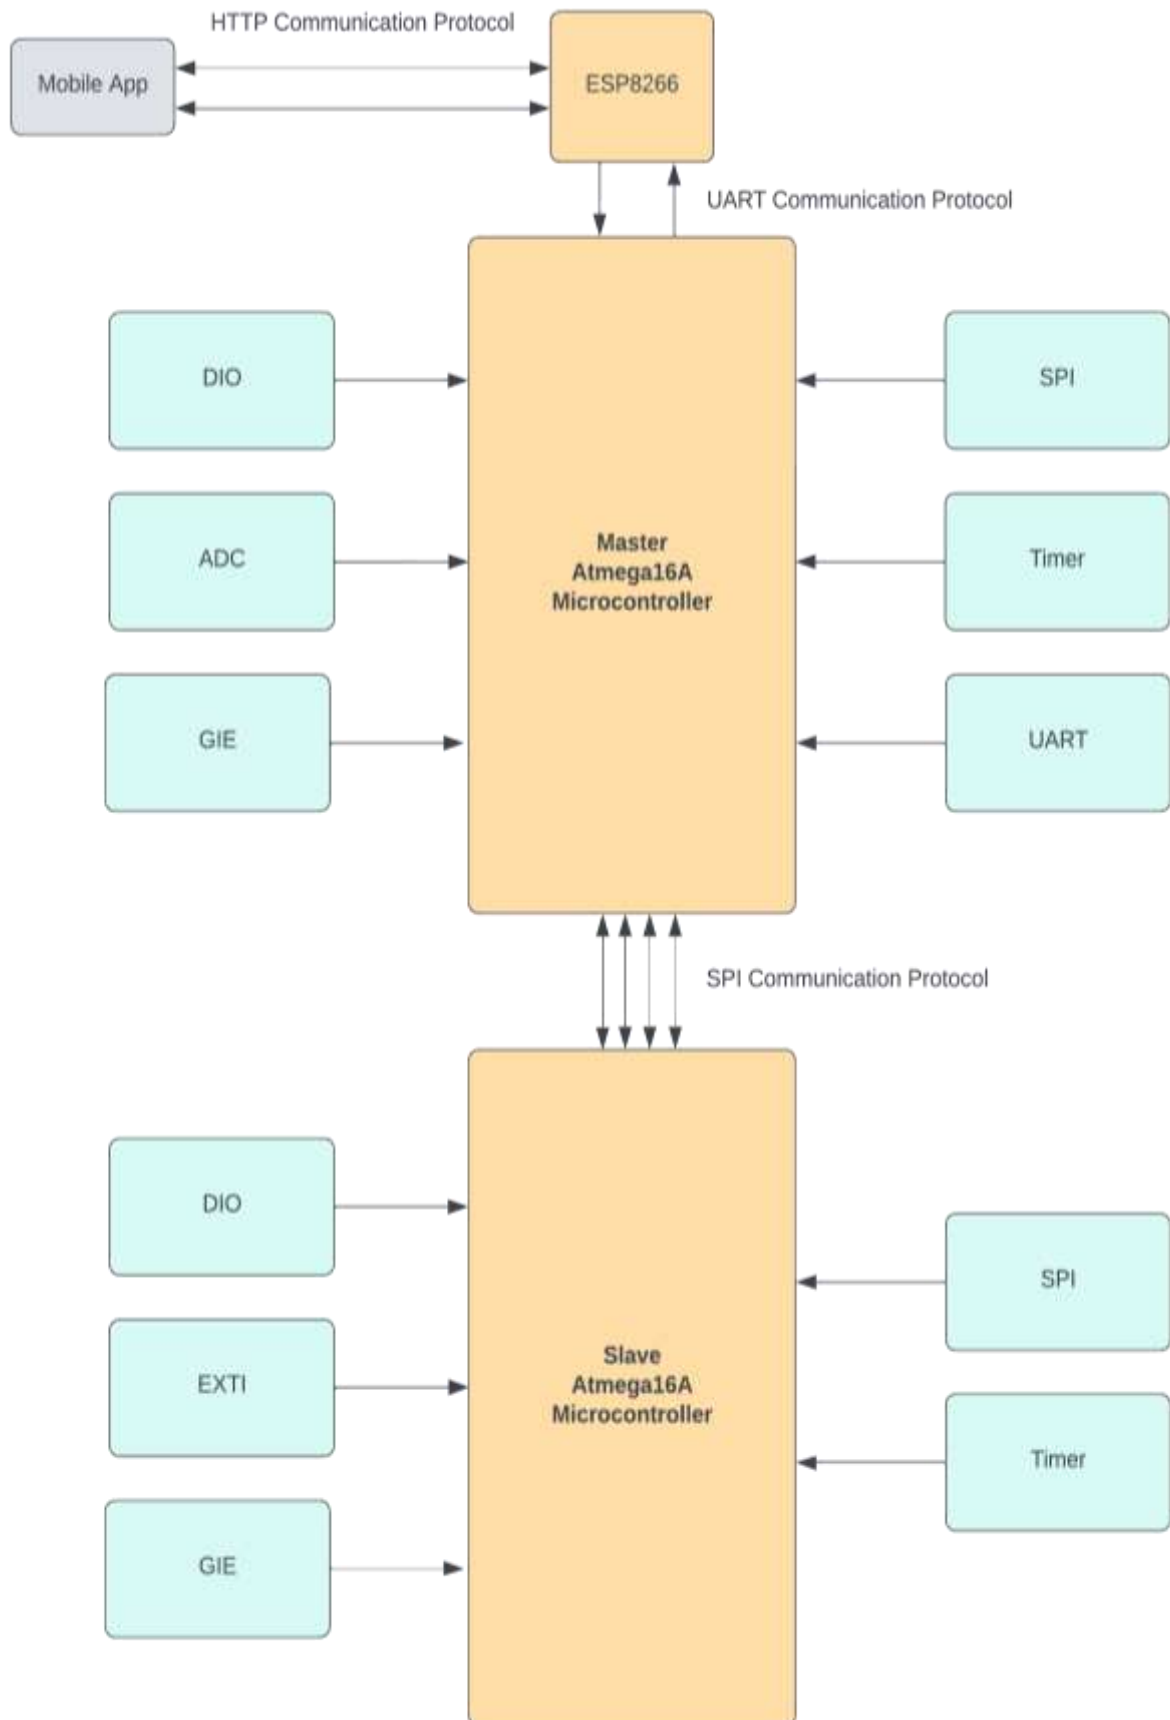 HTTP Communication Protocol
Mobile App
ESP8266
UART Communication Protocol
DIO
SPI
ADC
Master
Atmega16A
Microcontroller
Timer
GIE
UART
SPI Communication Protocol
DIO
SPI
EXTI
Slave
Atmega16A
Microcontroller
Timer
GIE